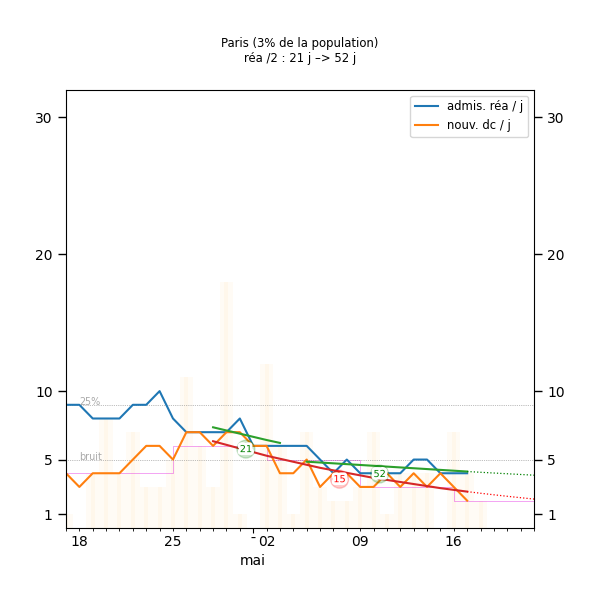 Paris (3% de la population)
réa /2 : 21 j –> 52 j
admis. réa / j
nouv. dc / j
30 30
20 20
10 10
25%
21
bruit
5 5
52
15
1 1
18 25 02 09 16
mai